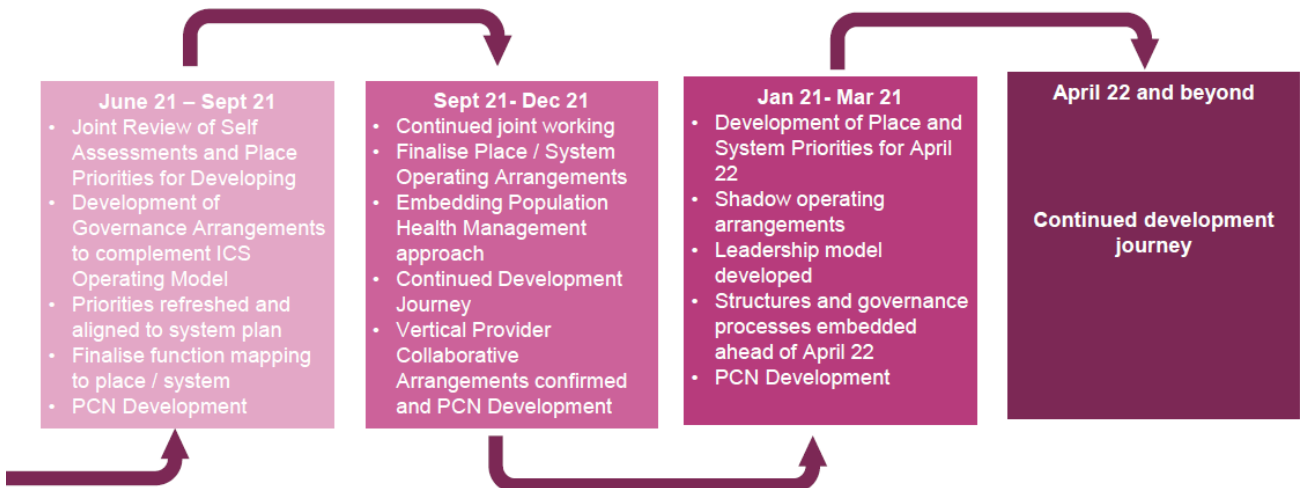 June 21 – Sept 21
• Joint Review of Self
Assessments and Place
Priorities for Developing
• Development of
Governance Arrangements
to complement ICS
Operating Model
• Priorities refreshed and
aligned to system plan
• Finalise function mapping
to place / system
• PCN Development
Sept 21- Dec 21
• Continued joint working
• Finalise Place / System
Operating Arrangements
• Embedding Population
Health Management
approach
• Continued Development
Journey
• Vertical Provider
Collaborative
Arrangements confirmed
and PCN Development
Jan 21- Mar 21
• Development of Place and
System Priorities for April
22
• Shadow operating
arrangements
• Leadership model
developed
• Structures and governance
processes embedded
ahead of April 22
• PCN Development
April 22 and beyond
Continued development
journey